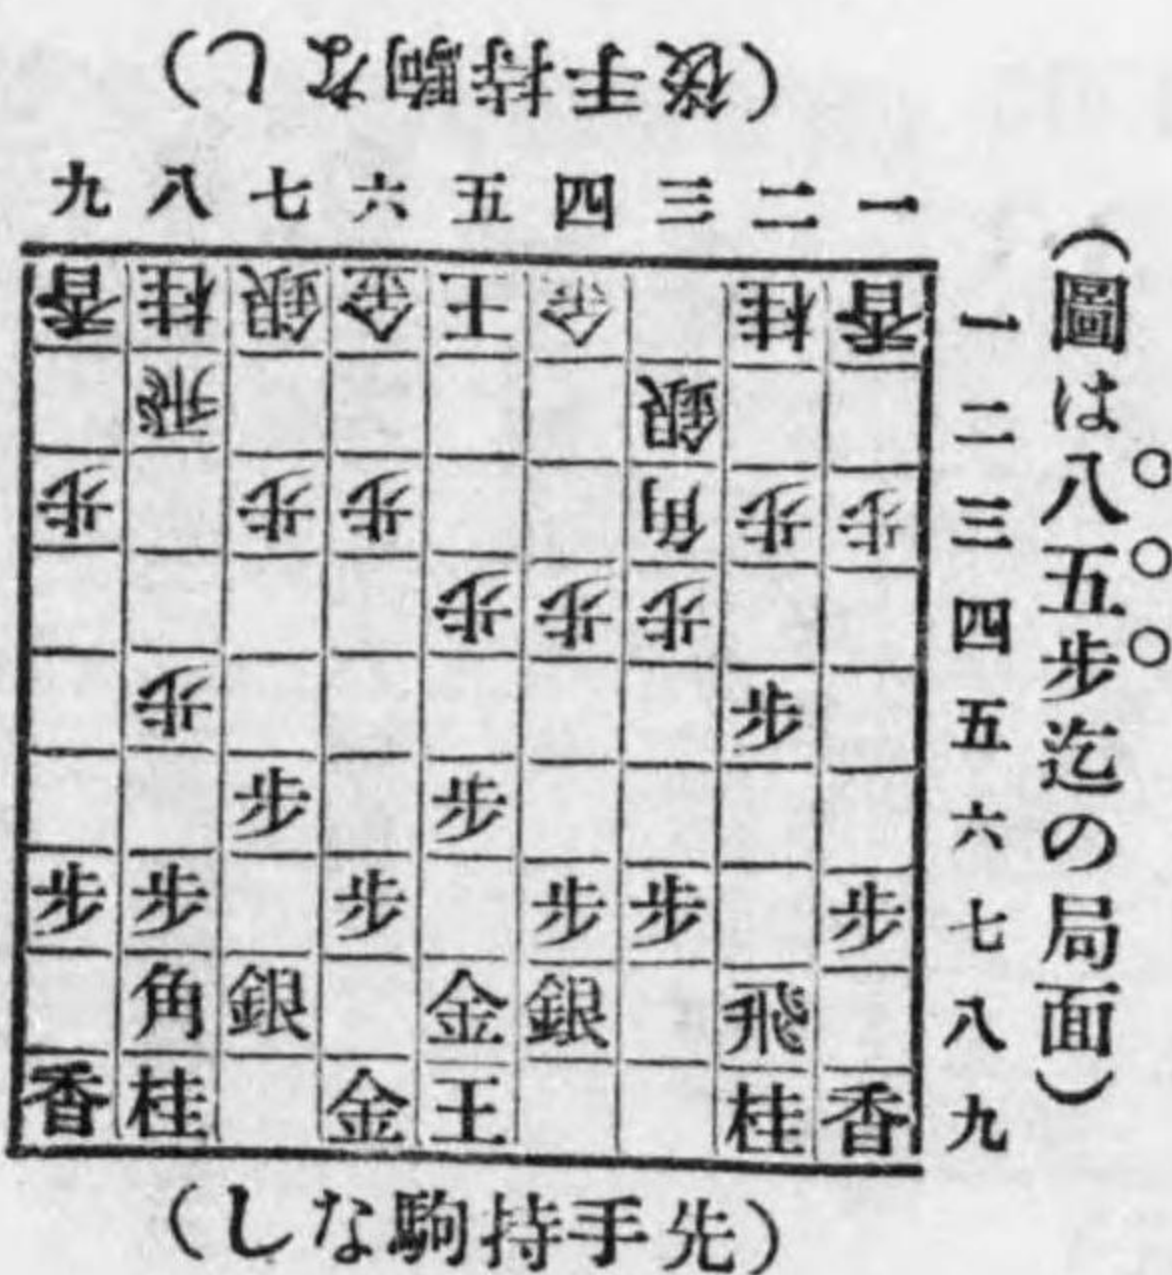 (後手持駒なし)
九 八 七 六 五 四 三 二 一
香 桂 銀 金 王 金 桂 香 一
飛 銀 二
歩 歩 歩 角 歩 歩 三
歩 歩 歩 四
歩 歩 五
歩 歩 六
歩 歩 歩 歩 歩 歩 七
角 銀 金 銀 飛 八
香 桂 金 王 桂 香 九
(先手持駒なし)
(圖は八五歩迄の局面)